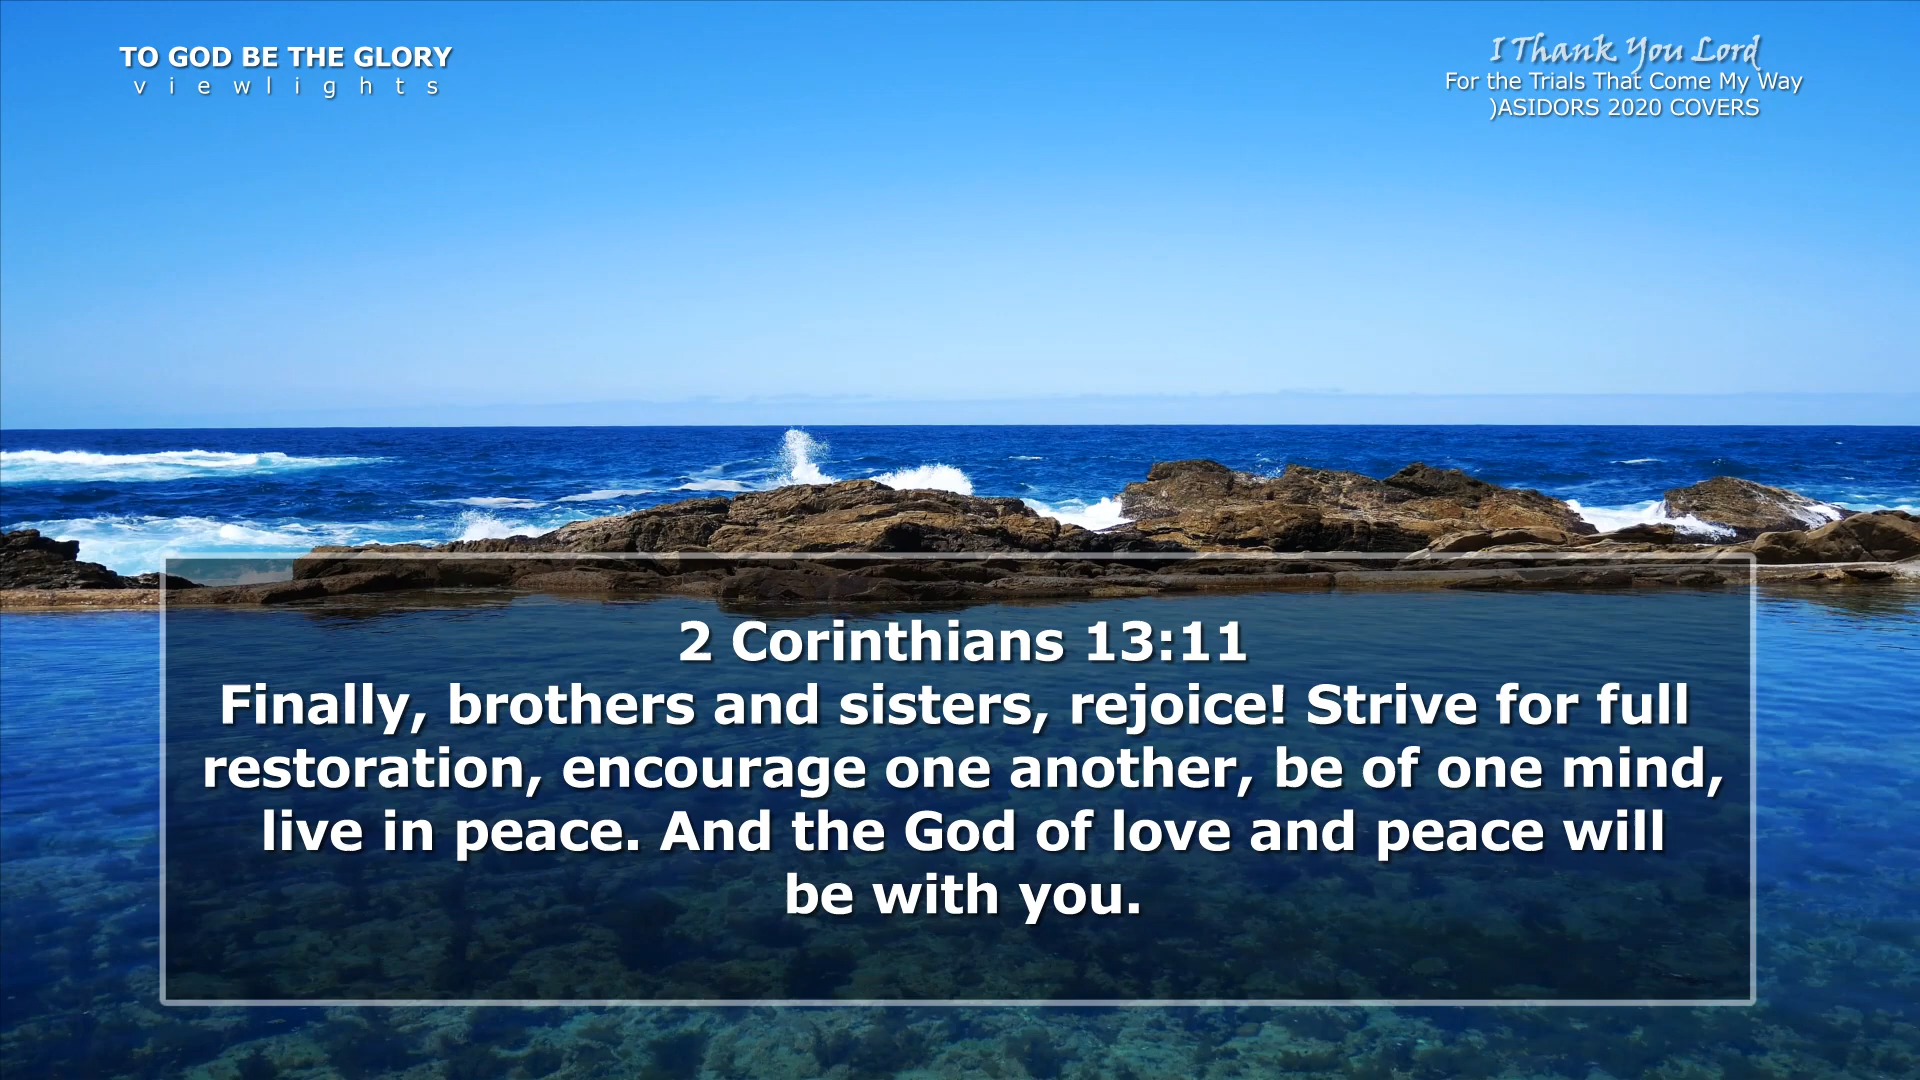 TO GOD BE THE GLORY
viewlights
I Thank You Lord
For the Trials That Come My Way
)ASIDORS 2020 COVERS
2 Corinthians 13:11
Finally, brothers and sisters, rejoice! Strive for full
restoration, encourage one another, be of one mind,
live in peace. And the God of love and peace will
be with you.